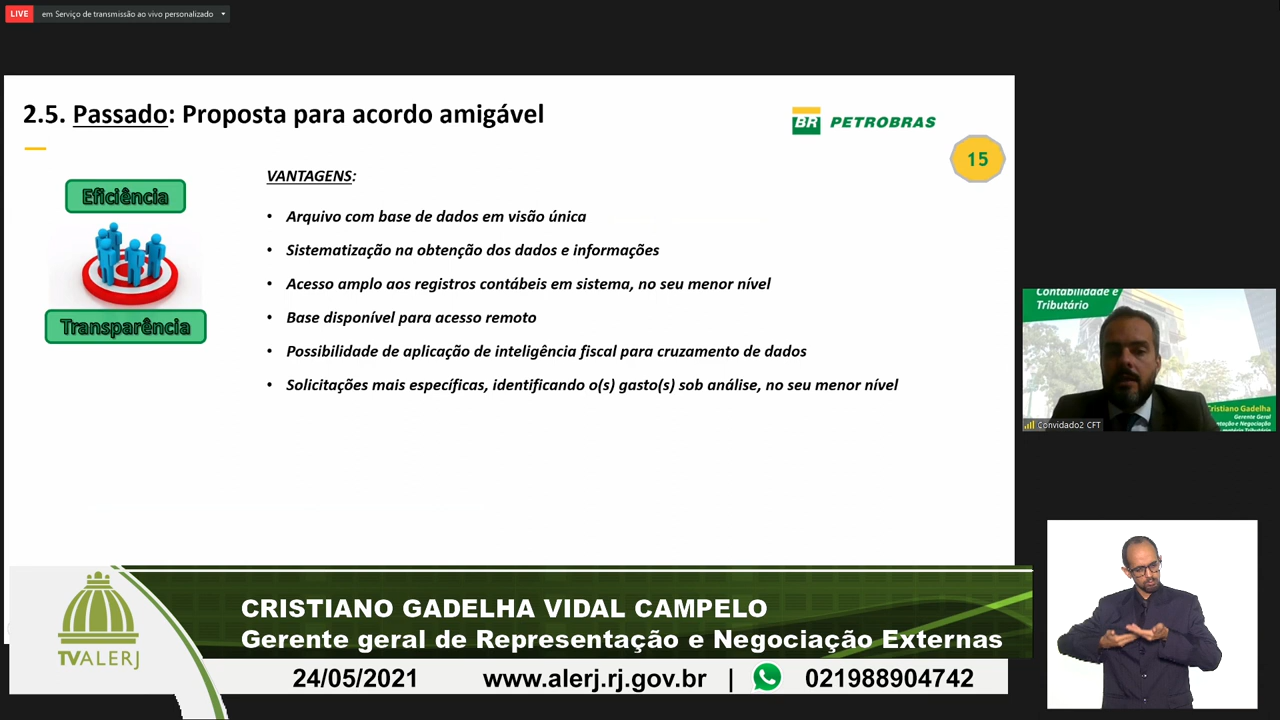 LIVE em Serviço de transmissão ao vivo personalizado
2.5. Passado: Proposta para acordo amigável
BR PETROBRAS
15
Eficiência
Transparência
VANTAGENS:
• Arquivo com base de dados em visão única
• Sistematização na obtenção dos dados e informações
• Acesso amplo aos registros contábeis em sistema, no seu menor nível
• Base disponível para acesso remoto
• Possibilidade de aplicação de inteligência fiscal para cruzamento de dados
• Solicitações mais específicas, identificando o(s) gasto(s) sob análise, no seu menor nível
Contabilidade e
Tributário
Cristiano Gadelha
Gerente Geral
Negociação
Tributário
Convidado2 CFT
TVALERJ
CRISTIANO GADELHA VIDAL CAMPELO
Gerente geral de Representação e Negociação Externas
24/05/2021 www.alerj.rj.gov.br | 021988904742